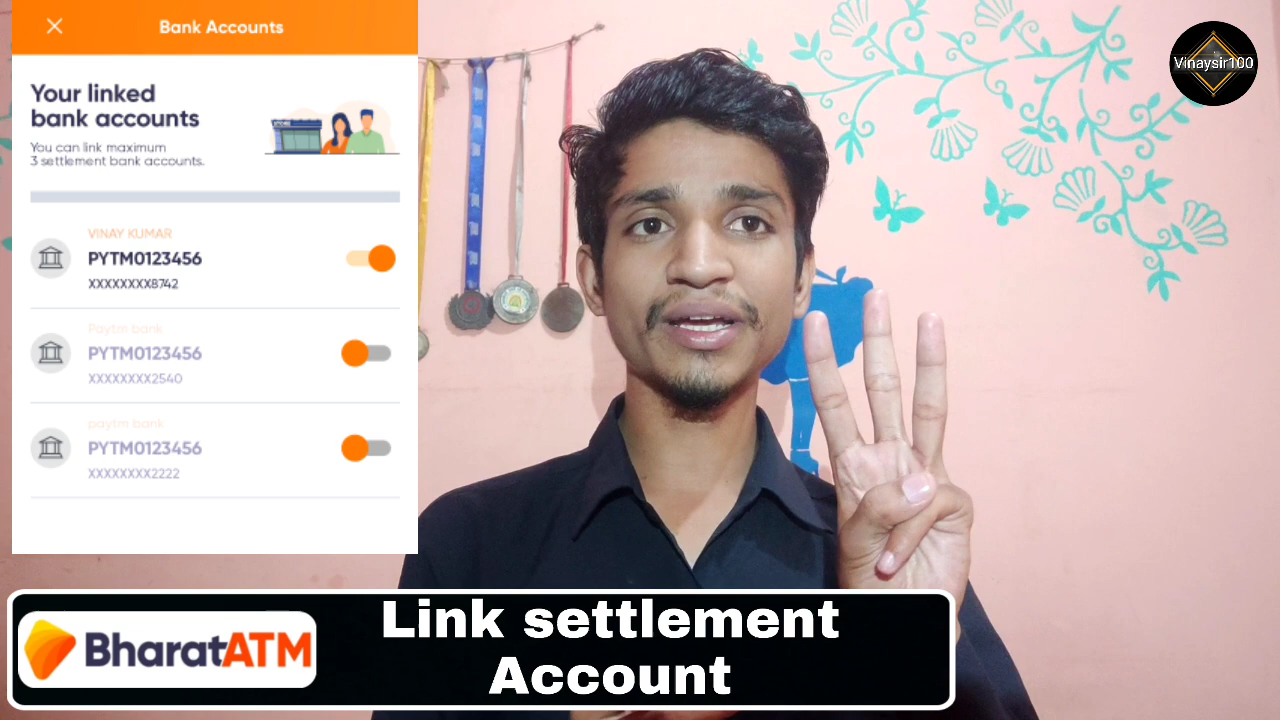 Bank Accounts
Your linked
bank accounts
You can link maximum
3 settlement bank accounts.
VINAY KUMAR
PYTM0123456
XXXXXXXX8742
Paytm bank
PYTM0123456
XXXXXXXX2540
paytm bank
PYTM0123456
XXXXXXXX2222
Vinaysir100
BharatATM
Link settlement
Account